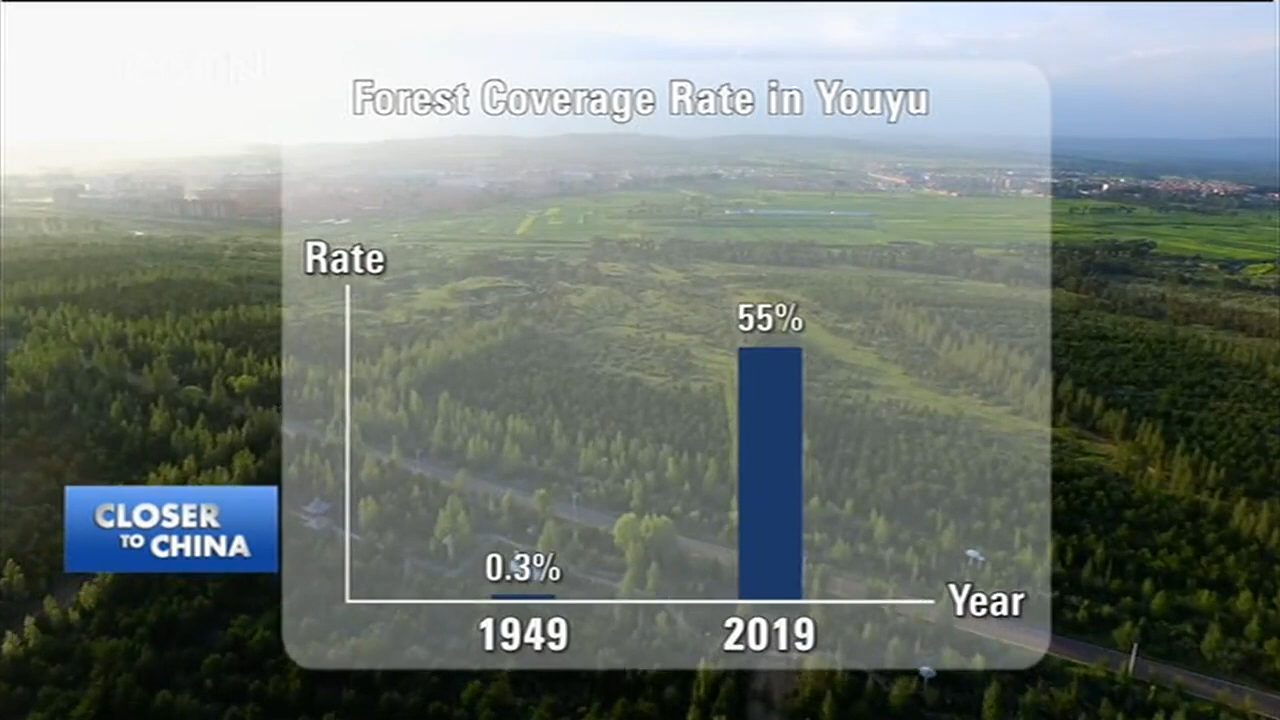 Forest Coverage Rate in Youyu
Rate
55%
0.3%
1949
2019
Year
CLOSER
TO CHINA